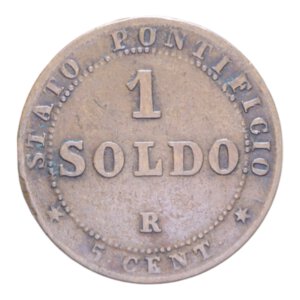 STATO PONTIFICIO
1
SOLDO
R
5 CENT.